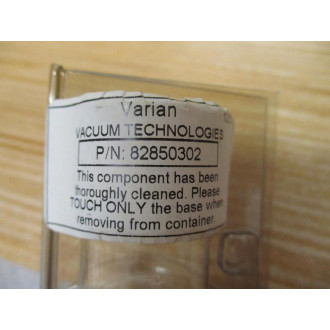 Varian
VACUUM TECHNOLOGIES
P/N: 82850302
This component has been
thoroughly cleaned. Please
TOUCH ONLY the base when
removing from container.